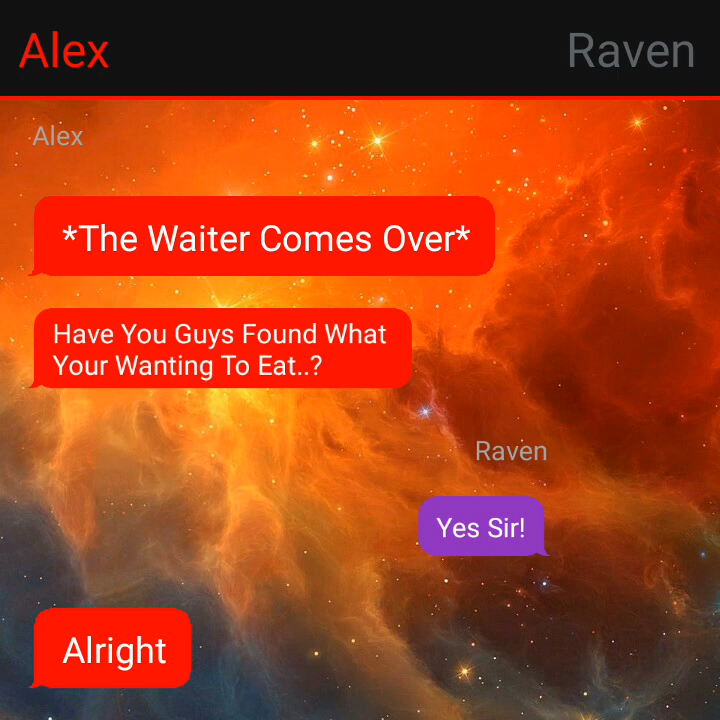 Alex
Raven
Alex
*The Waiter Comes Over*
Have You Guys Found What
Your Wanting To Eat..?
Raven
Yes Sir!
Alright